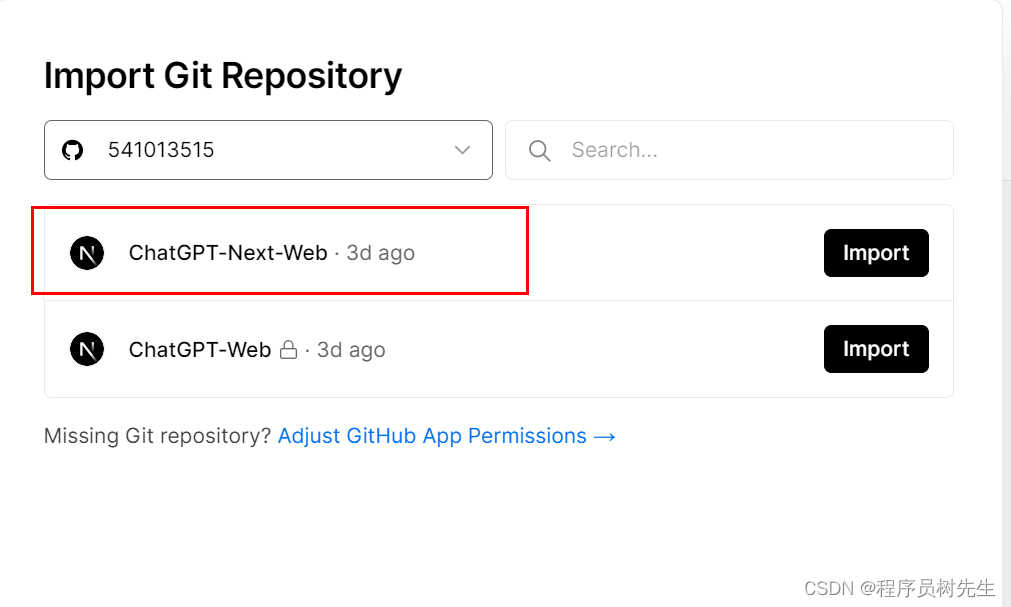 Import Git Repository
541013515
Search...
ChatGPT-Next-Web · 3d ago
Import
ChatGPT-Web · 3d ago
Import
Missing Git repository? Adjust GitHub App Permissions →
CSDN @程序员树先生